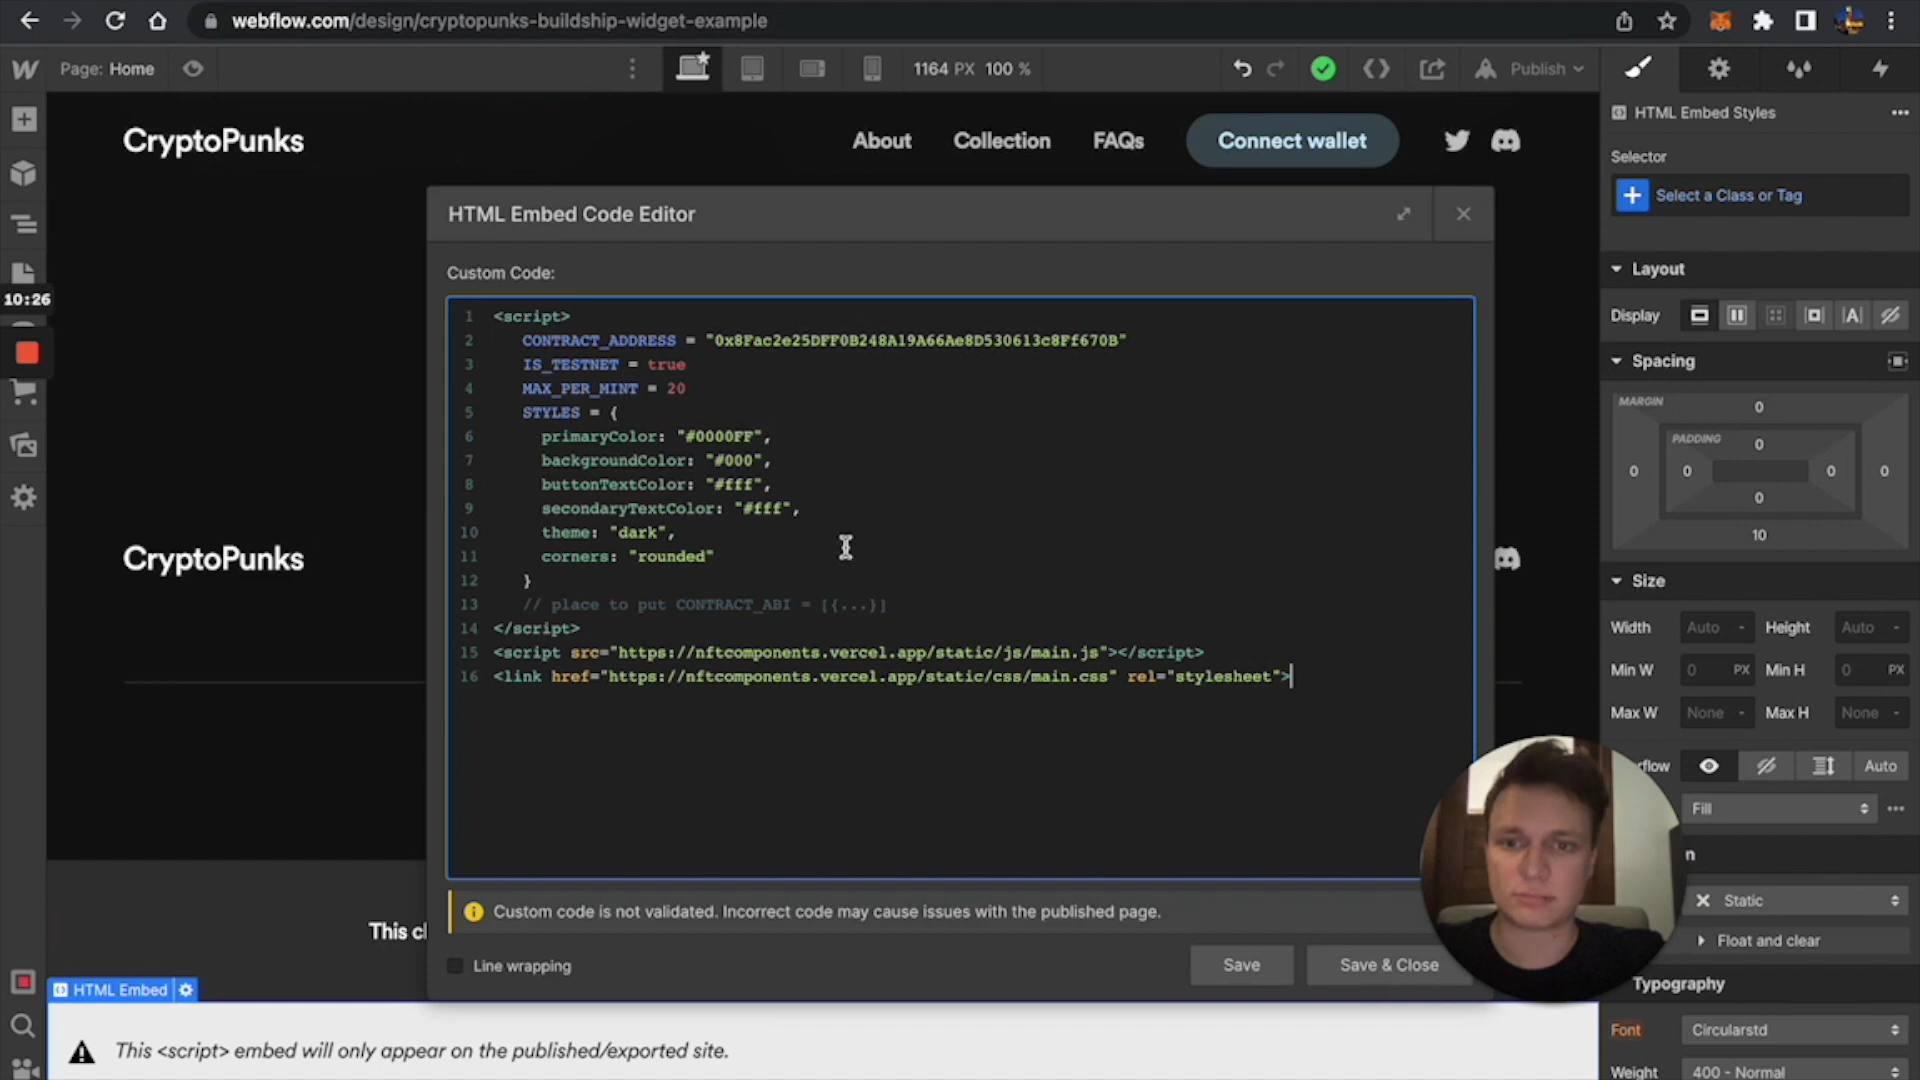 webflow.com/design/cryptopunks-buildship-widget-example
Page: Home
1164 PX 100 %
Publish
10:26
CryptoPunks
About
Collection
FAQs
Connect wallet
HTML Embed Code Editor
Custom Code:
1 <script>
2 CONTRACT_ADDRESS = "0x8Fac2e25DFF0B248A19A66Ae8D530613c8Ff670B"
3 IS_TESTNET = true
4 MAX_PER_MINT = 20
5 STYLES = {
6 primaryColor: "#0000FF",
7 backgroundColor: "#000",
8 buttonTextColor: "#fff",
9 secondaryTextColor: "#fff",
10 theme: "dark",
11 corners: "rounded"
12 }
13 // place to put CONTRACT_ABI = [{...}]
14 </script>
15 <script src="https://nftcomponents.vercel.app/static/js/main.js"></script>
16 <link href="https://nftcomponents.vercel.app/static/css/main.css" rel="stylesheet">
Custom code is not validated. Incorrect code may cause issues with the published page.
Line wrapping
Save
Save & Close
CryptoPunks
This cl
HTML Embed
This <script> embed will only appear on the published/exported site.
HTML Embed Styles
Selector
Select a Class or Tag
Layout
Display
Spacing
MARGIN
0
PADDING
0
0 0 0 0
0
10
Size
Width Auto - Height Auto -
Min W 0 PX Min H 0 PX
Max W None - Max H None -
rflow Auto
Fill
n
Static
Float and clear
Typography
Font Circularstd
Weight 400 - Normal